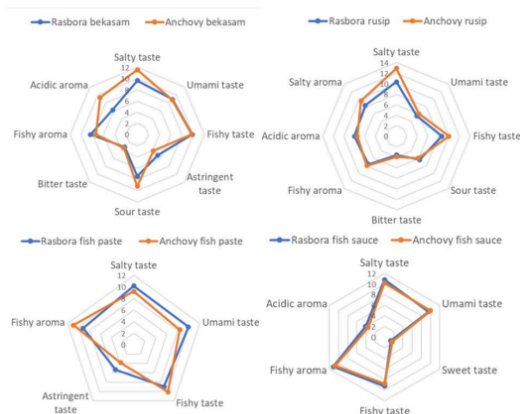 Rasbora bekasam Anchovy bekasam
Salty taste
12
10
8
6
4
2
0
Umami taste
Fishy taste
Astringent
taste
Sour taste
Bitter taste
Fishy aroma
Acidic aroma
Rasbora rusip Anchovy rusip
Salty taste
14
12
10
8
6
4
2
0
Umami taste
Fishy taste
Sour taste
Bitter taste
Fishy aroma
Acidic aroma
Salty aroma
Rasbora fish paste Anchovy fish paste
Salty taste
12
10
8
6
4
2
0
Umami taste
Fishy taste
Astringent
taste
Fishy aroma
Rasbora fish sauce Anchovy fish sauce
Salty taste
12
10
8
6
4
2
0
Umami taste
Sweet taste
Fishy taste
Fishy aroma
Acidic aroma